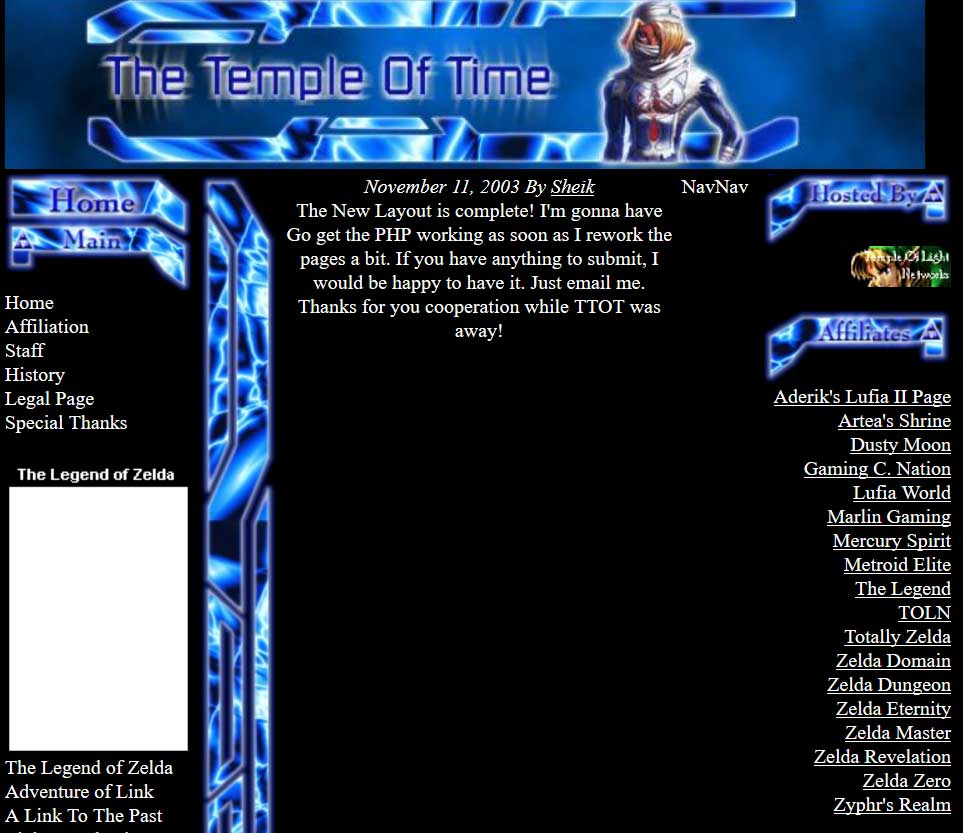 The Temple Of Time
Home
Main
Home
Affiliation
Staff
History
Legal Page
Special Thanks
The Legend of Zelda
The Legend of Zelda
Adventure of Link
A Link To The Past
November 11, 2003 By Sheik
The New Layout is complete! I'm gonna have
Go get the PHP working as soon as I rework the
pages a bit. If you have anything to submit, I
would be happy to have it. Just email me.
Thanks for you cooperation while TTOT was
away!
NavNav
Hosted By
Temple Of Light
Networks
Affiliates
Aderik's Lufia II Page
Artea's Shrine
Dusty Moon
Gaming C. Nation
Lufia World
Marlin Gaming
Mercury Spirit
Metroid Elite
The Legend
TOLN
Totally Zelda
Zelda Domain
Zelda Dungeon
Zelda Eternity
Zelda Master
Zelda Revelation
Zelda Zero
Zyphr's Realm